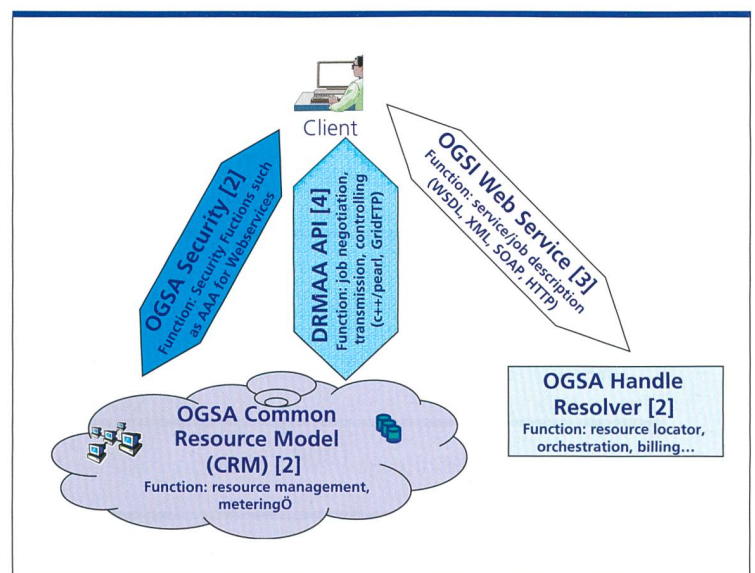 Client
OGSA Security [2]
Function: Security Fuctions such
as AAA for Webservices
DRMAA API [4]
Function: job negotiation,
transmission, controlling
(c++/pearl, GridFTP)
OGSI Web Service [3]
Function: service/job description
(WSDL, XML, SOAP, HTTP)
OGSA Handle
Resolver [2]
Function: resource locator,
orchestration, billing...
OGSA Common
Resource Model
(CRM) [2]
Function: resource management,
meteringÖ